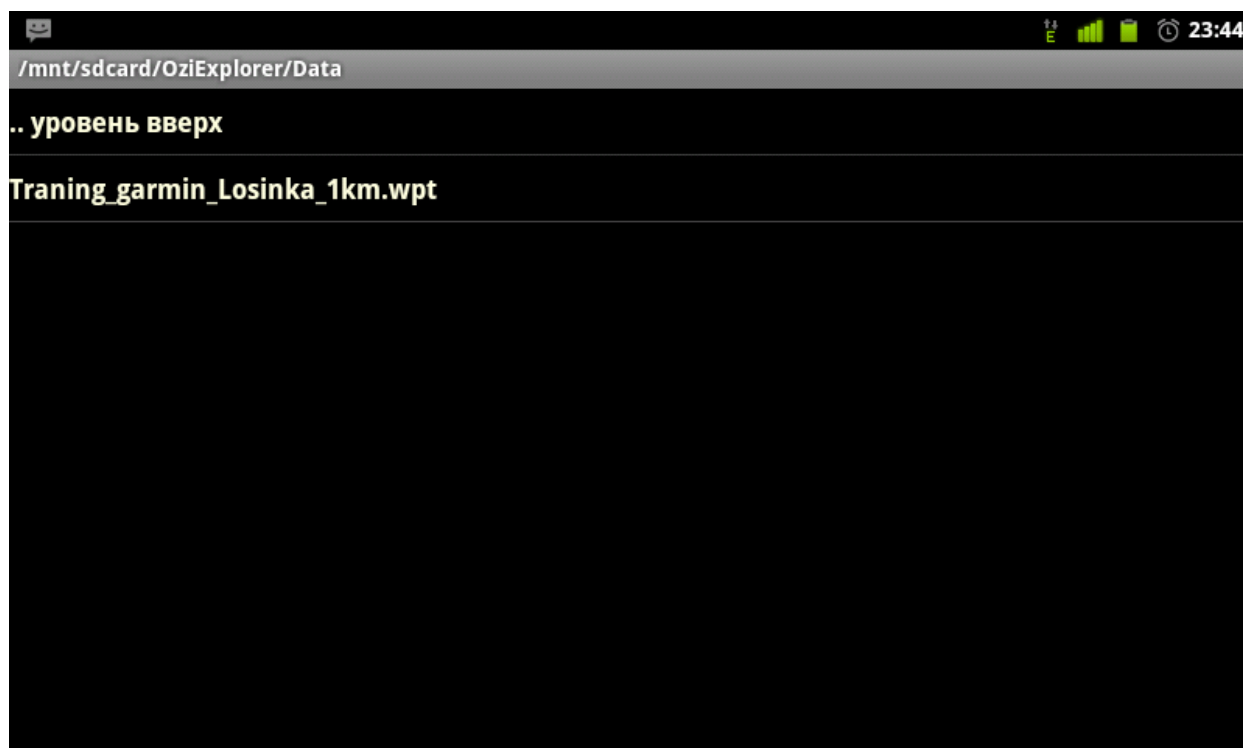 E 23:44
/mnt/sdcard/OziExplorer/Data
.. уровень вверх
Traning_garmin_Losinka_1km.wpt